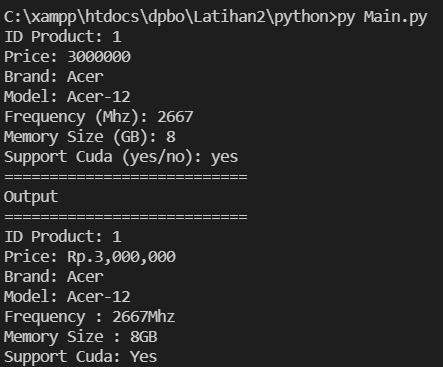 C:\xampp\htdocs\dpbo\Latihan2\python>py Main.py
ID Product: 1
Price: 3000000
Brand: Acer
Model: Acer-12
Frequency (Mhz): 2667
Memory Size (GB): 8
Support Cuda (yes/no): yes
===========================
Output
===========================
ID Product: 1
Price: Rp.3,000,000
Brand: Acer
Model: Acer-12
Frequency : 2667Mhz
Memory Size : 8GB
Support Cuda: Yes